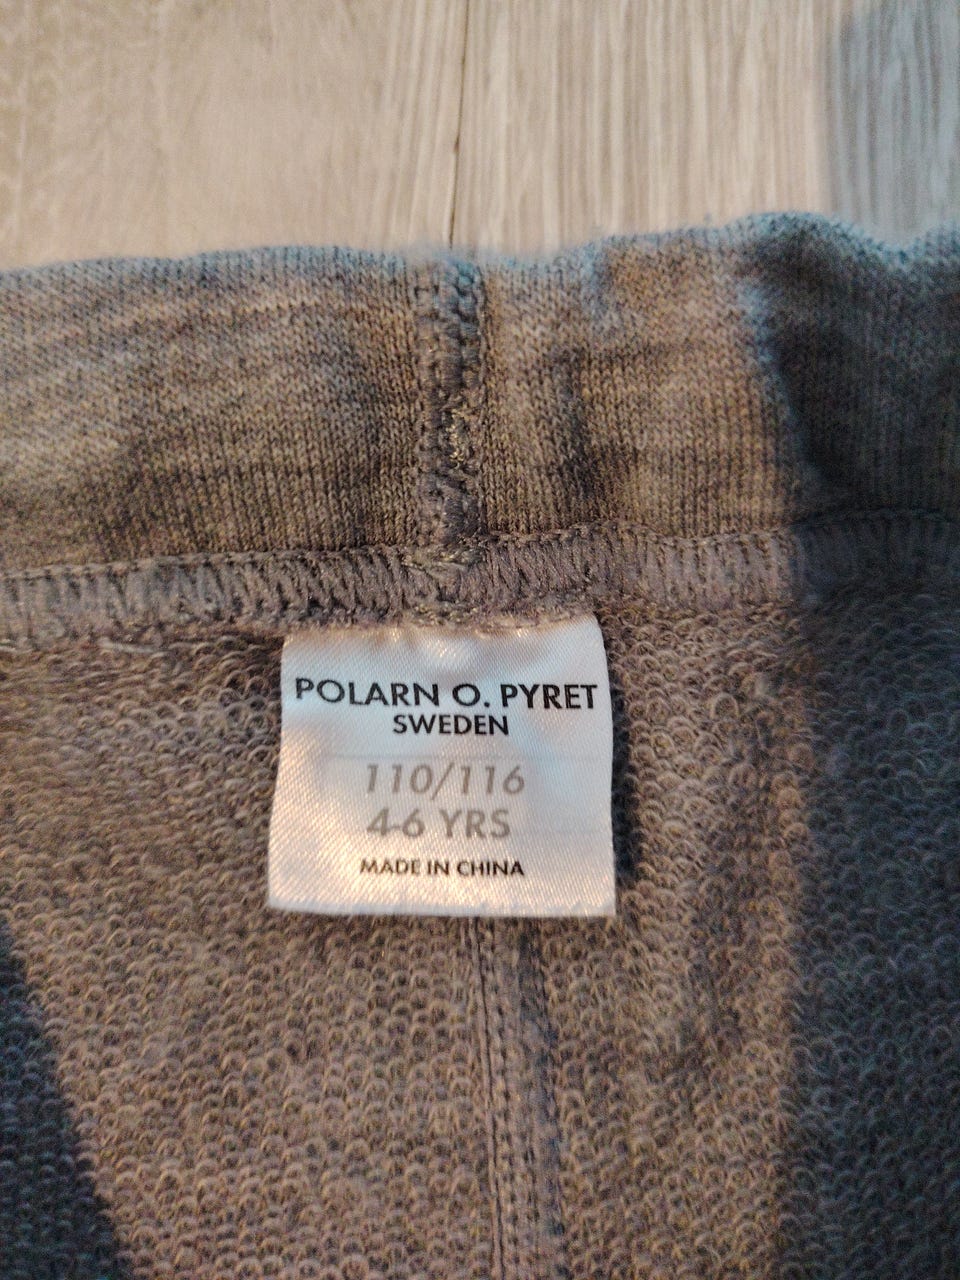 POLARN O. PYRET
SWEDEN
110/116
4-6 YRS
MADE IN CHINA